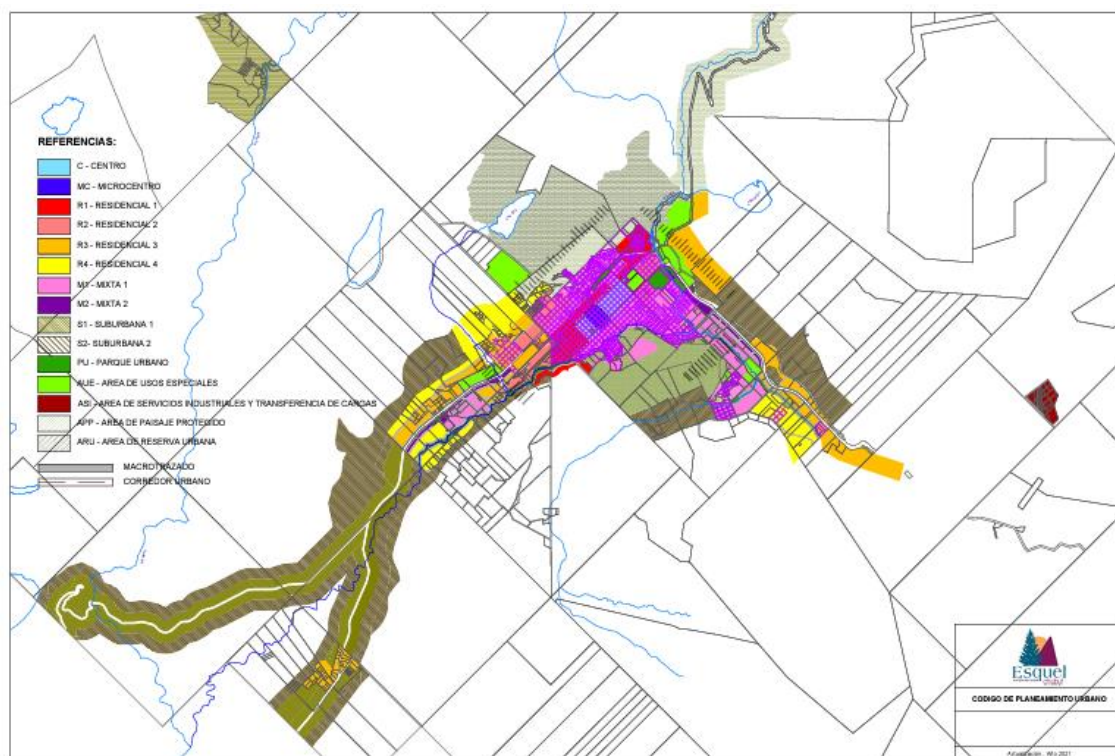 REFERENCIAS:
C - CENTRO
MC - MICROCENTRO
R1 - RESIDENCIAL 1
R2 - RESIDENCIAL 2
R3 - RESIDENCIAL 3
R4 - RESIDENCIAL 4
M1 - MIXTA 1
M2 - MIXTA 2
S1 - SUBURBANA 1
S2- SUBURBANA 2
PU - PARQUE URBANO
AUE - AREA DE USOS ESPECIALES
ASI - AREA DE SERVICIOS INDUSTRIALES Y TRANSFERENCIA DE CARGAS
APP - AREA DE PAISAJE PROTEGIDO
ARU - AREA DE RESERVA URBANA
MACROTRAZADO
CORREDOR URBANO
Esquel
CODIGO DE PLANEAMIENTO URBANO
Actualización - Año 2021